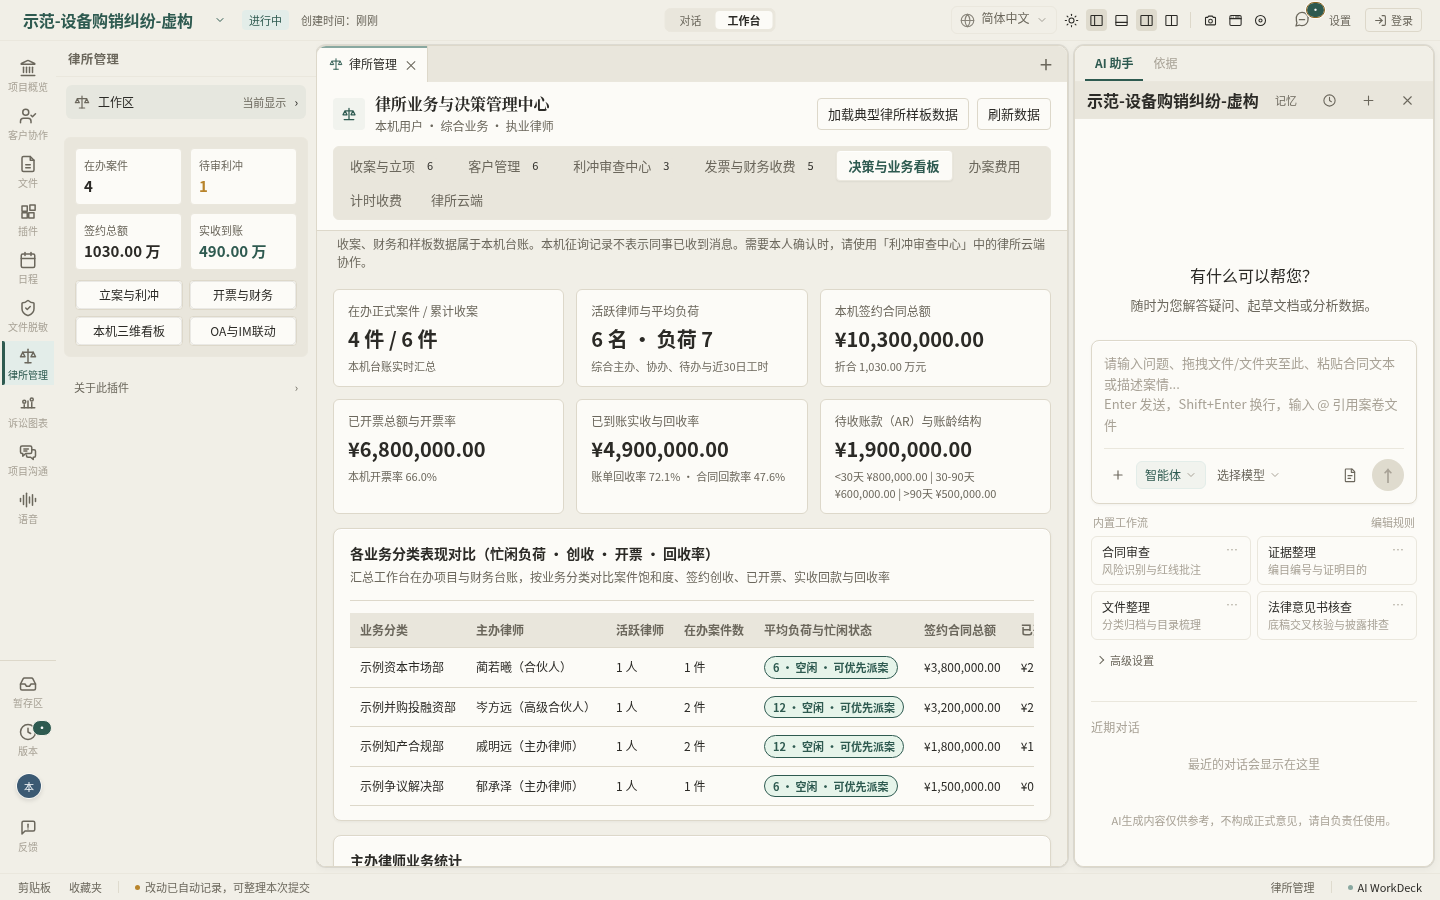 示范-设备购销纠纷-虚构
进行中
创建时间：刚刚
对话
工作台
简体中文
设置
登录
项目概览
客户协作
文件
插件
日程
文件脱敏
律所管理
诉讼图表
项目沟通
语音
暂存区
版本
本
反馈
律所管理
工作区
当前显示 ›
在办案件
4
待审利冲
1
签约总额
1030.00 万
实收到账
490.00 万
立案与利冲
开票与财务
本机三维看板
OA与IM联动
关于此插件 ›
律所管理
律所业务与决策管理中心
本机用户 · 综合业务 · 执业律师
加载典型律所样板数据
刷新数据
收案与立项 6
客户管理 6
利冲审查中心 3
发票与财务收费 5
决策与业务看板
办案费用
计时收费
律所云端
收案、财务和样板数据属于本机台账。本机征询记录不表示同事已收到消息。需要本人确认时，请使用「利冲审查中心」中的律所云端
协作。
在办正式案件 / 累计收案
4 件 / 6 件
本机台账实时汇总
活跃律师与平均负荷
6 名 · 负荷 7
综合主办、协办、待办与近30日工时
本机签约合同总额
¥10,300,000.00
折合 1,030.00 万元
已开票总额与开票率
¥6,800,000.00
本机开票率 66.0%
已到账实收与回收率
¥4,900,000.00
账单回收率 72.1% · 合同回款率 47.6%
待收账款（AR）与账龄结构
¥1,900,000.00
<30天 ¥800,000.00 | 30-90天
¥600,000.00 | >90天 ¥500,000.00
各业务分类表现对比（忙闲负荷 · 创收 · 开票 · 回收率）
汇总工作台在办项目与财务台账，按业务分类对比案件饱和度、签约创收、已开票、实收回款与回收率
业务分类 主办律师 活跃律师 在办案件数 平均负荷与忙闲状态 签约合同总额 已
示例资本市场部 蔺若曦（合伙人） 1 人 1 件 6 · 空闲 · 可优先派案 ¥3,800,000.00 ¥2
示例并购投融资部 岑方远（高级合伙人） 1 人 2 件 12 · 空闲 · 可优先派案 ¥3,200,000.00 ¥2
示例知产合规部 戚明远（主办律师） 1 人 2 件 12 · 空闲 · 可优先派案 ¥1,800,000.00 ¥1
示例争议解决部 郁承泽（主办律师） 1 人 1 件 6 · 空闲 · 可优先派案 ¥1,500,000.00 ¥0
主办律师业务统计
AI 助手
依据
示范-设备购销纠纷-虚构
记忆
有什么可以帮您？
随时为您解答疑问、起草文档或分析数据。
请输入问题、拖拽文件/文件夹至此、粘贴合同文本
或描述案情...
Enter 发送，Shift+Enter 换行，输入 @ 引用案卷文
件
智能体
选择模型
内置工作流
编辑规则
合同审查
风险识别与红线批注
证据整理
编目编号与证明目的
文件整理
分类归档与目录梳理
法律意见书核查
底稿交叉核验与披露排查
高级设置
近期对话
最近的对话会显示在这里
AI生成内容仅供参考，不构成正式意见，请自负责任使用。
剪贴板
收藏夹
改动已自动记录，可整理本次提交
律所管理
AI WorkDeck